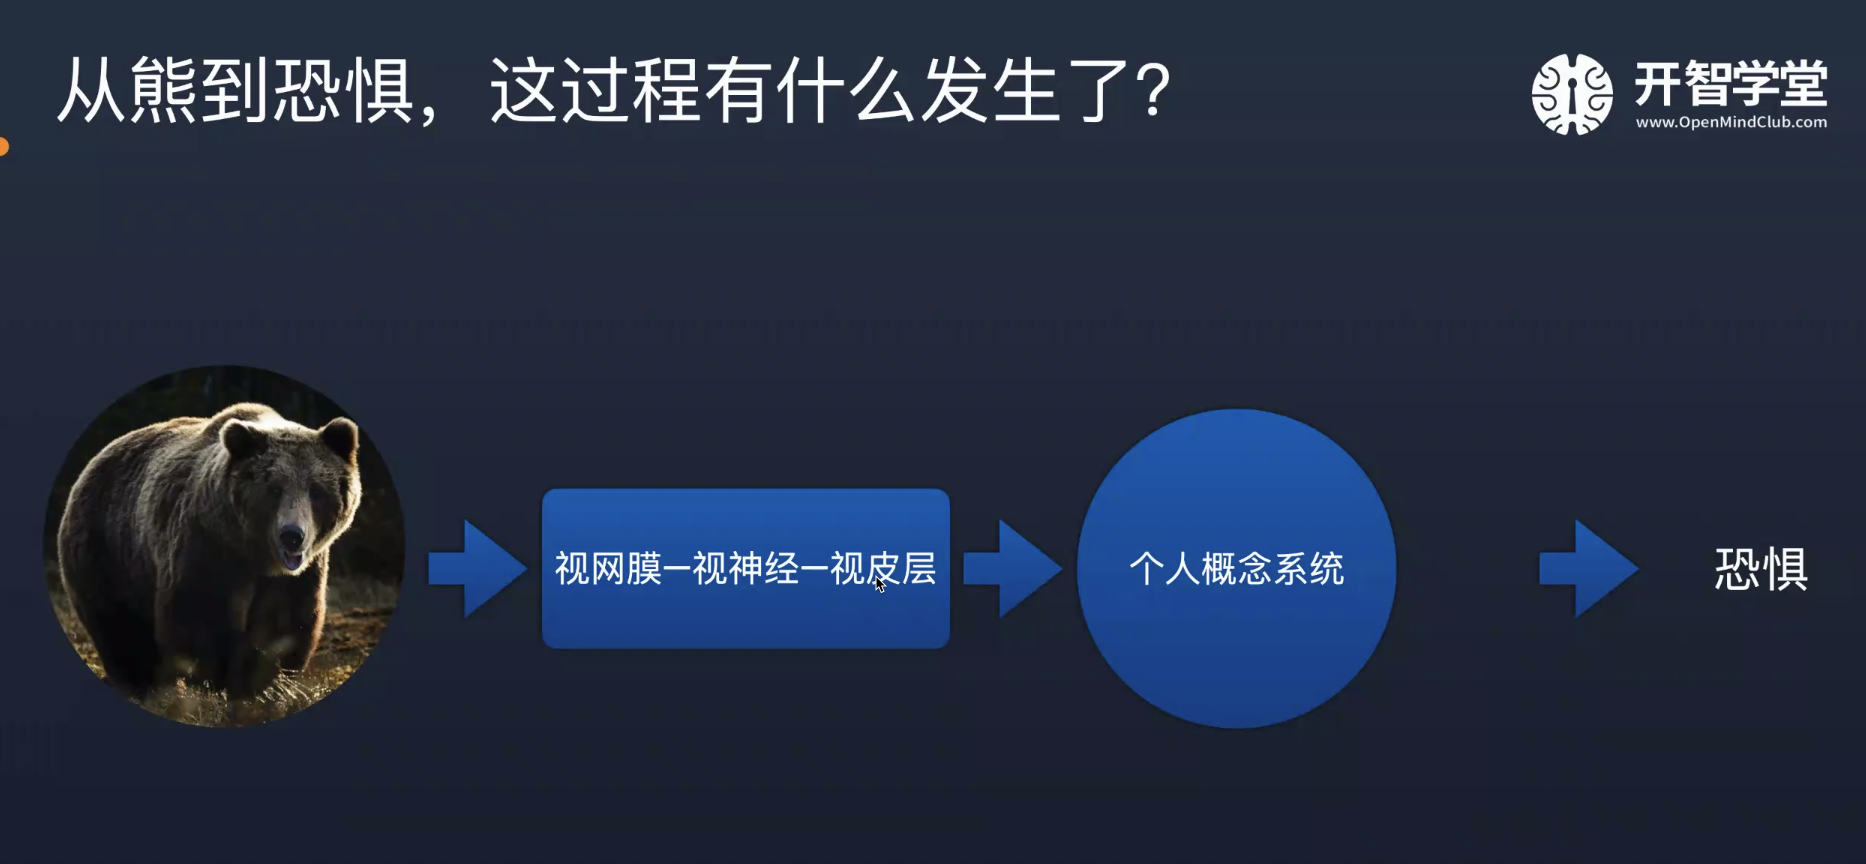 从熊到恐惧，这过程有什么发生了？
开智学堂
www.OpenMindClub.com
视网膜—视神经—视皮层
个人概念系统
恐惧